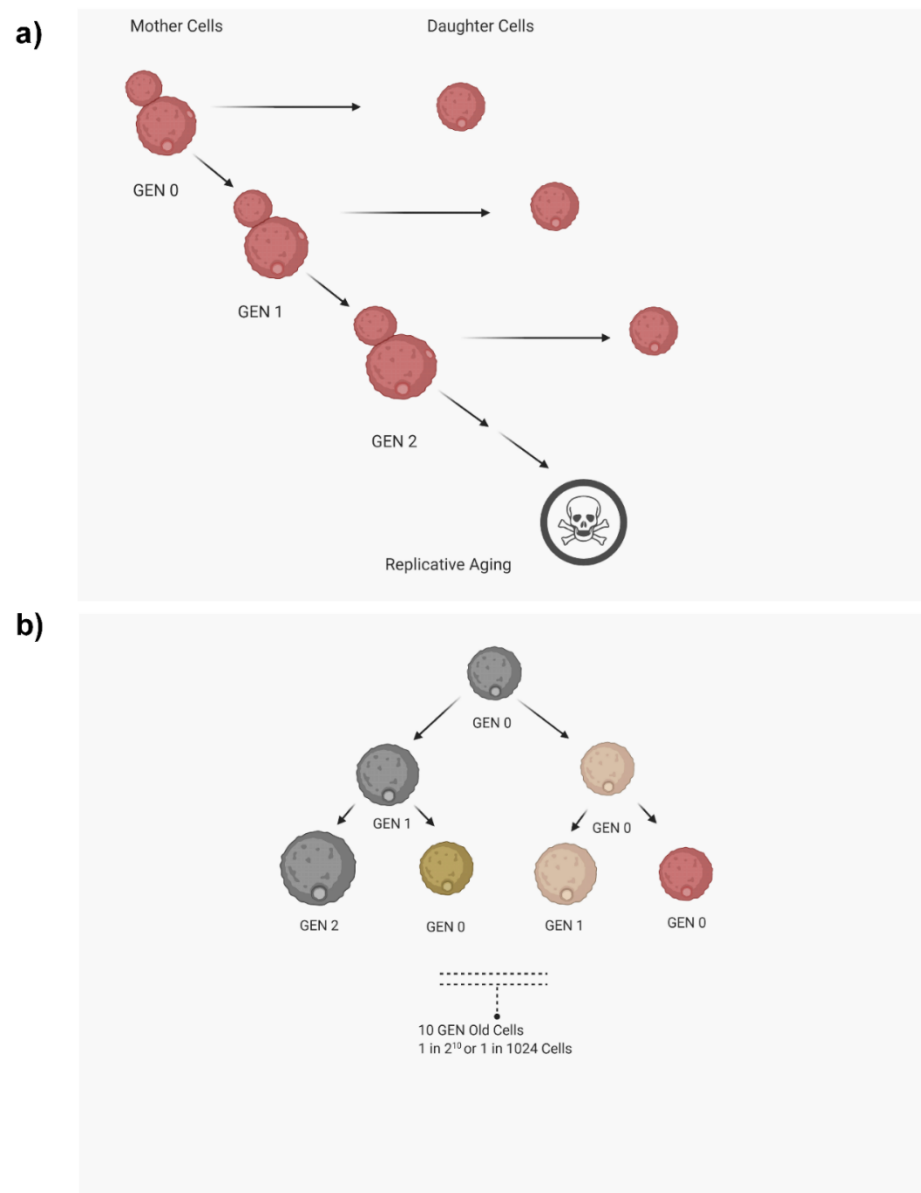 a)
Mother Cells
Daughter Cells
GEN 0
GEN 1
GEN 2
Replicative Aging
b)
GEN 0
GEN 1
GEN 0
GEN 2
GEN 0
GEN 1
GEN 0
10 GEN Old Cells
1 in 2¹⁰ or 1 in 1024 Cells